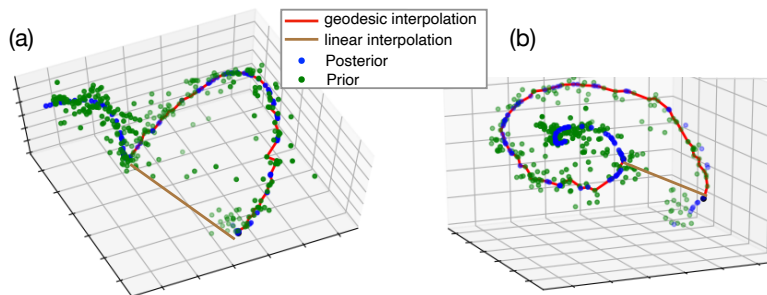 (a)
geodesic interpolation
linear interpolation
Posterior
Prior
(b)